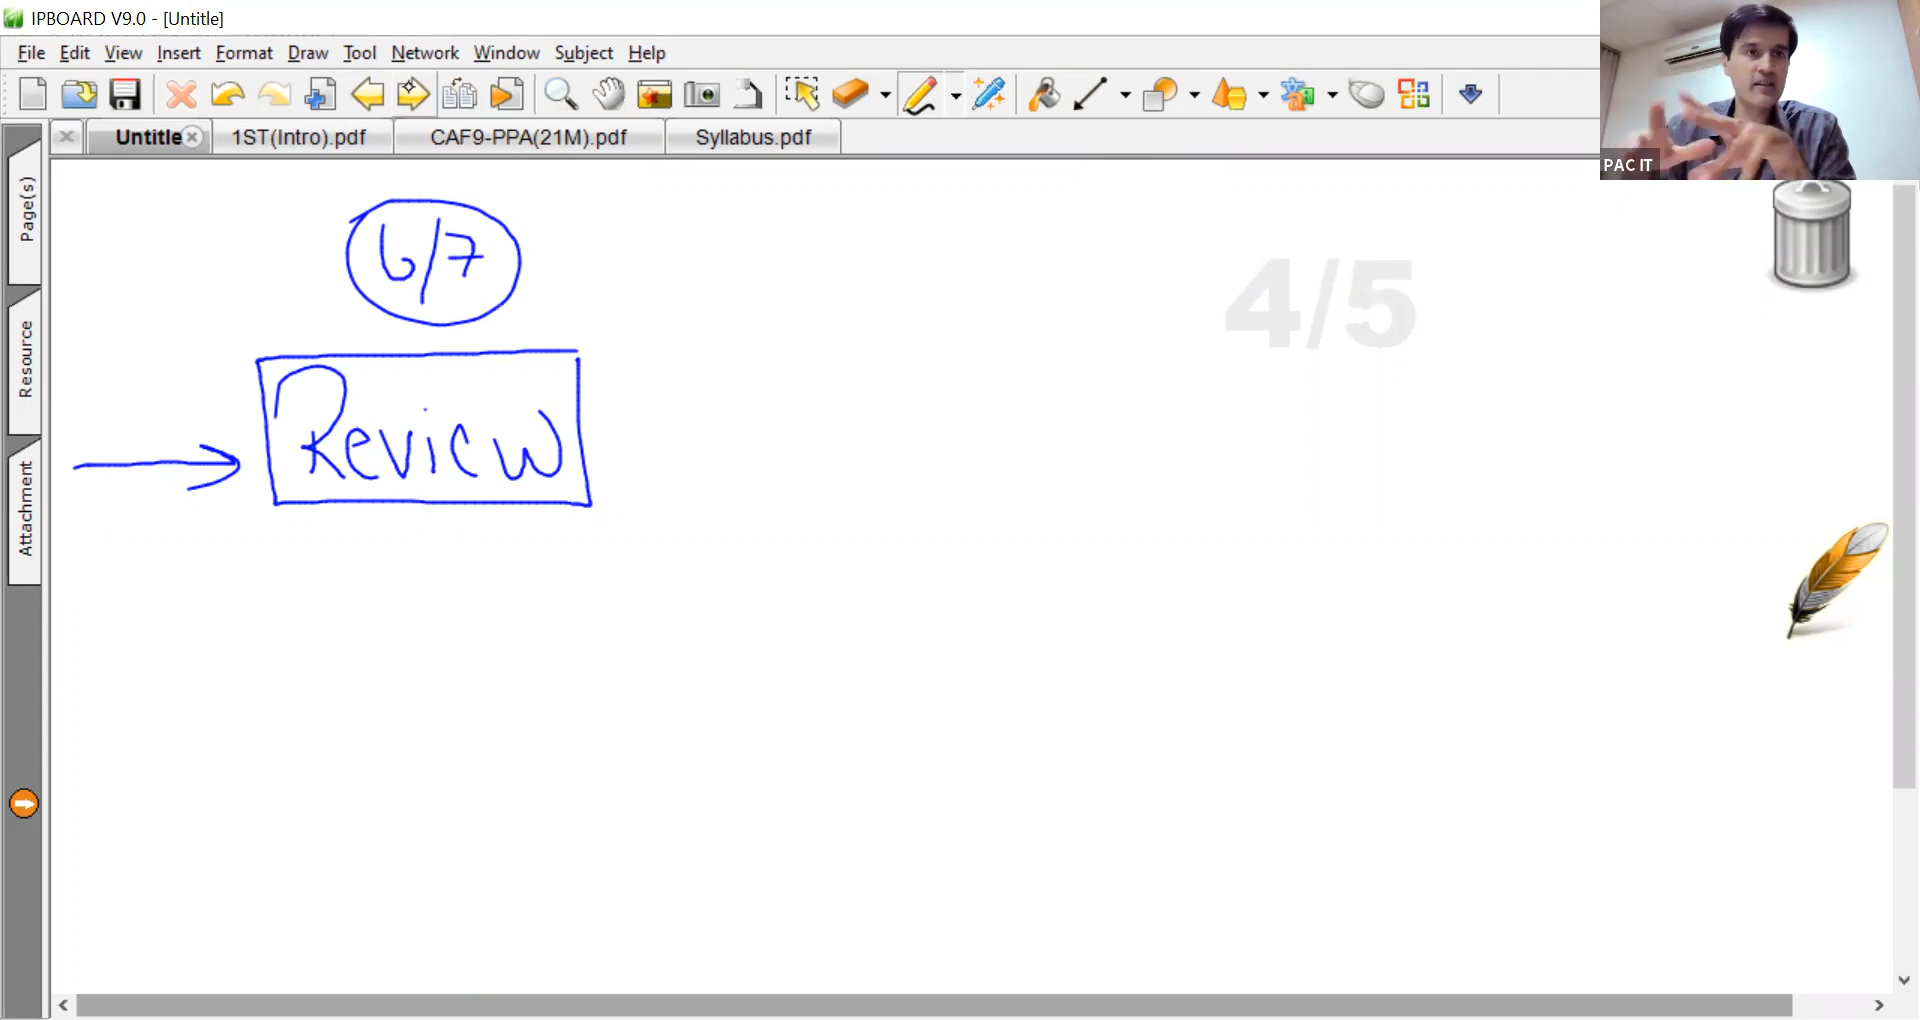 IPBOARD V9.0 - [Untitle]
File Edit View Insert Format Draw Tool Network Window Subject Help
Untitle 1ST(Intro).pdf CAF9-PPA(21M).pdf Syllabus.pdf
PAC IT
Page(s)
Resource
Attachment
6/7
4/5
Review